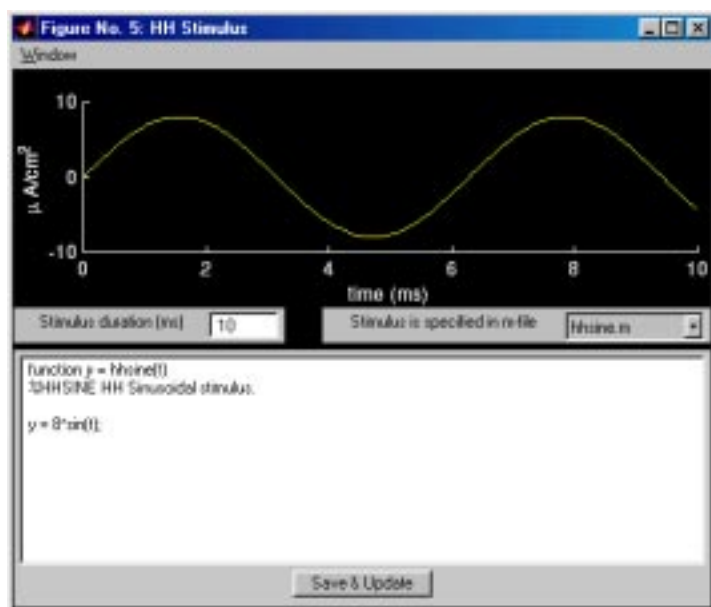 Figure No. 5: HH Stimulus
Window
10
0
-10
μ A/cm²
0 2 4 6 8 10
time (ms)
Stimulus duration (ms) 10
Stimulus is specified in m-file hhsine.m
function y = hhsine(t)
%HHSINE HH Sinusoidal stimulus.
y = 8*sin(t);
Save & Update